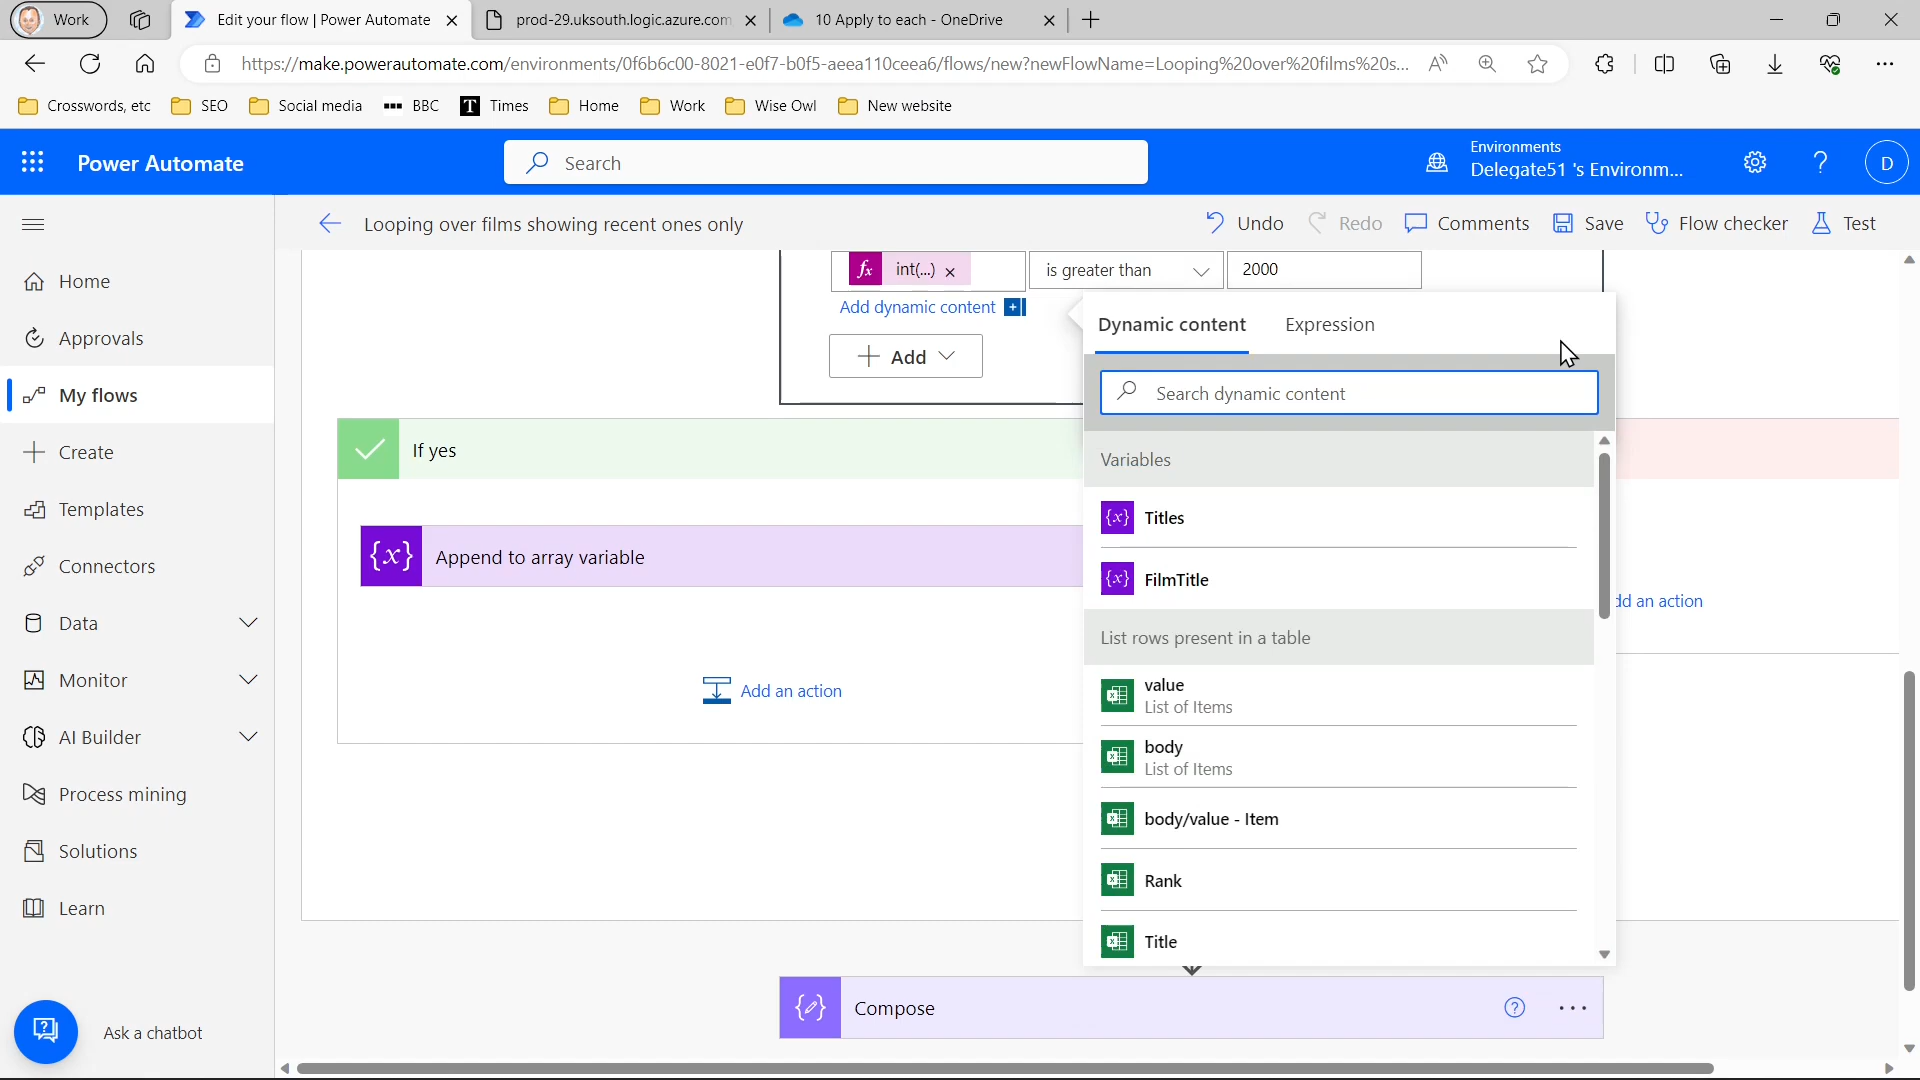 Work
Edit your flow | Power Automate
prod-29.uksouth.logic.azure.com
10 Apply to each - OneDrive
https://make.powerautomate.com/environments/0f6b6c00-8021-e0f7-b0f5-aeea110ceea6/flows/new?newFlowName=Looping%20over%20films%20s...
Crosswords, etc
SEO
Social media
BBC
T Times
Home
Work
Wise Owl
New website
Power Automate
Search
Environments
Delegate51 's Environm...
?
D
Looping over films showing recent ones only
Undo
Redo
Comments
Save
Flow checker
Test
Home
Approvals
My flows
Create
Templates
Connectors
Data
Monitor
AI Builder
Process mining
Solutions
Learn
Ask a chatbot
fx int(...)
is greater than
2000
Add dynamic content
Add
If yes
{x} Append to array variable
Add an action
Dynamic content
Expression
Search dynamic content
Variables
{x} Titles
{x} FilmTitle
List rows present in a table
value
List of Items
body
List of Items
body/value - Item
Rank
Title
dd an action
Compose
?